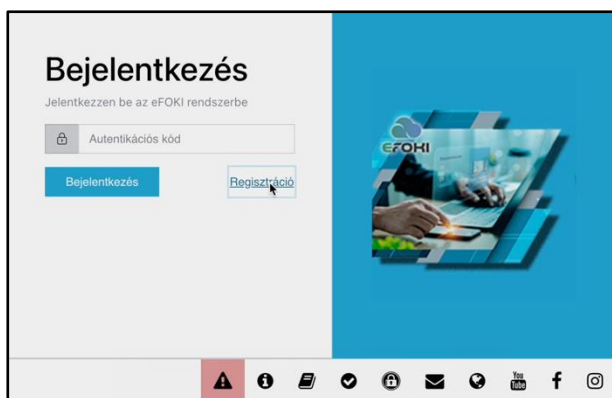 Bejelentkezés
Jelentkezzen be az eFOKI rendszerbe
Autentikációs kód
Bejelentkezés
Regisztráció
EFOKI
You
Tube